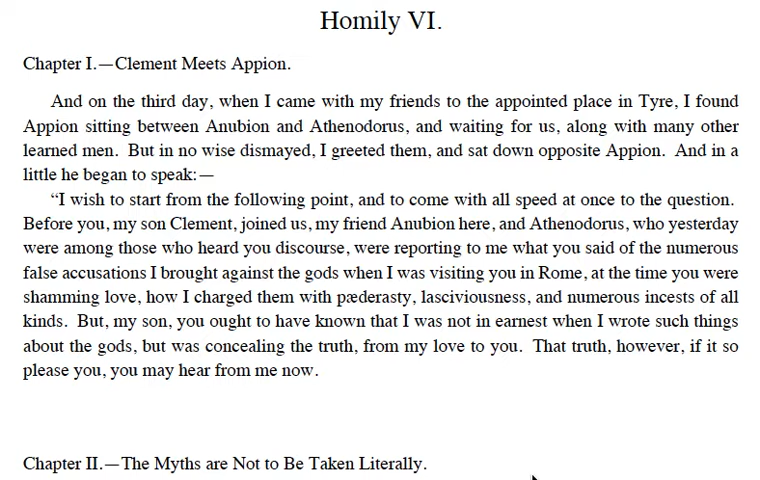 Homily VI.
Chapter I.—Clement Meets Appion.
And on the third day, when I came with my friends to the appointed place in Tyre, I found
Appion sitting between Anubion and Athenodorus, and waiting for us, along with many other
learned men. But in no wise dismayed, I greeted them, and sat down opposite Appion. And in a
little he began to speak:—
“I wish to start from the following point, and to come with all speed at once to the question.
Before you, my son Clement, joined us, my friend Anubion here, and Athenodorus, who yesterday
were among those who heard you discourse, were reporting to me what you said of the numerous
false accusations I brought against the gods when I was visiting you in Rome, at the time you were
shamming love, how I charged them with pæderasty, lasciviousness, and numerous incests of all
kinds. But, my son, you ought to have known that I was not in earnest when I wrote such things
about the gods, but was concealing the truth, from my love to you. That truth, however, if it so
please you, you may hear from me now.
Chapter II.—The Myths are Not to Be Taken Literally.